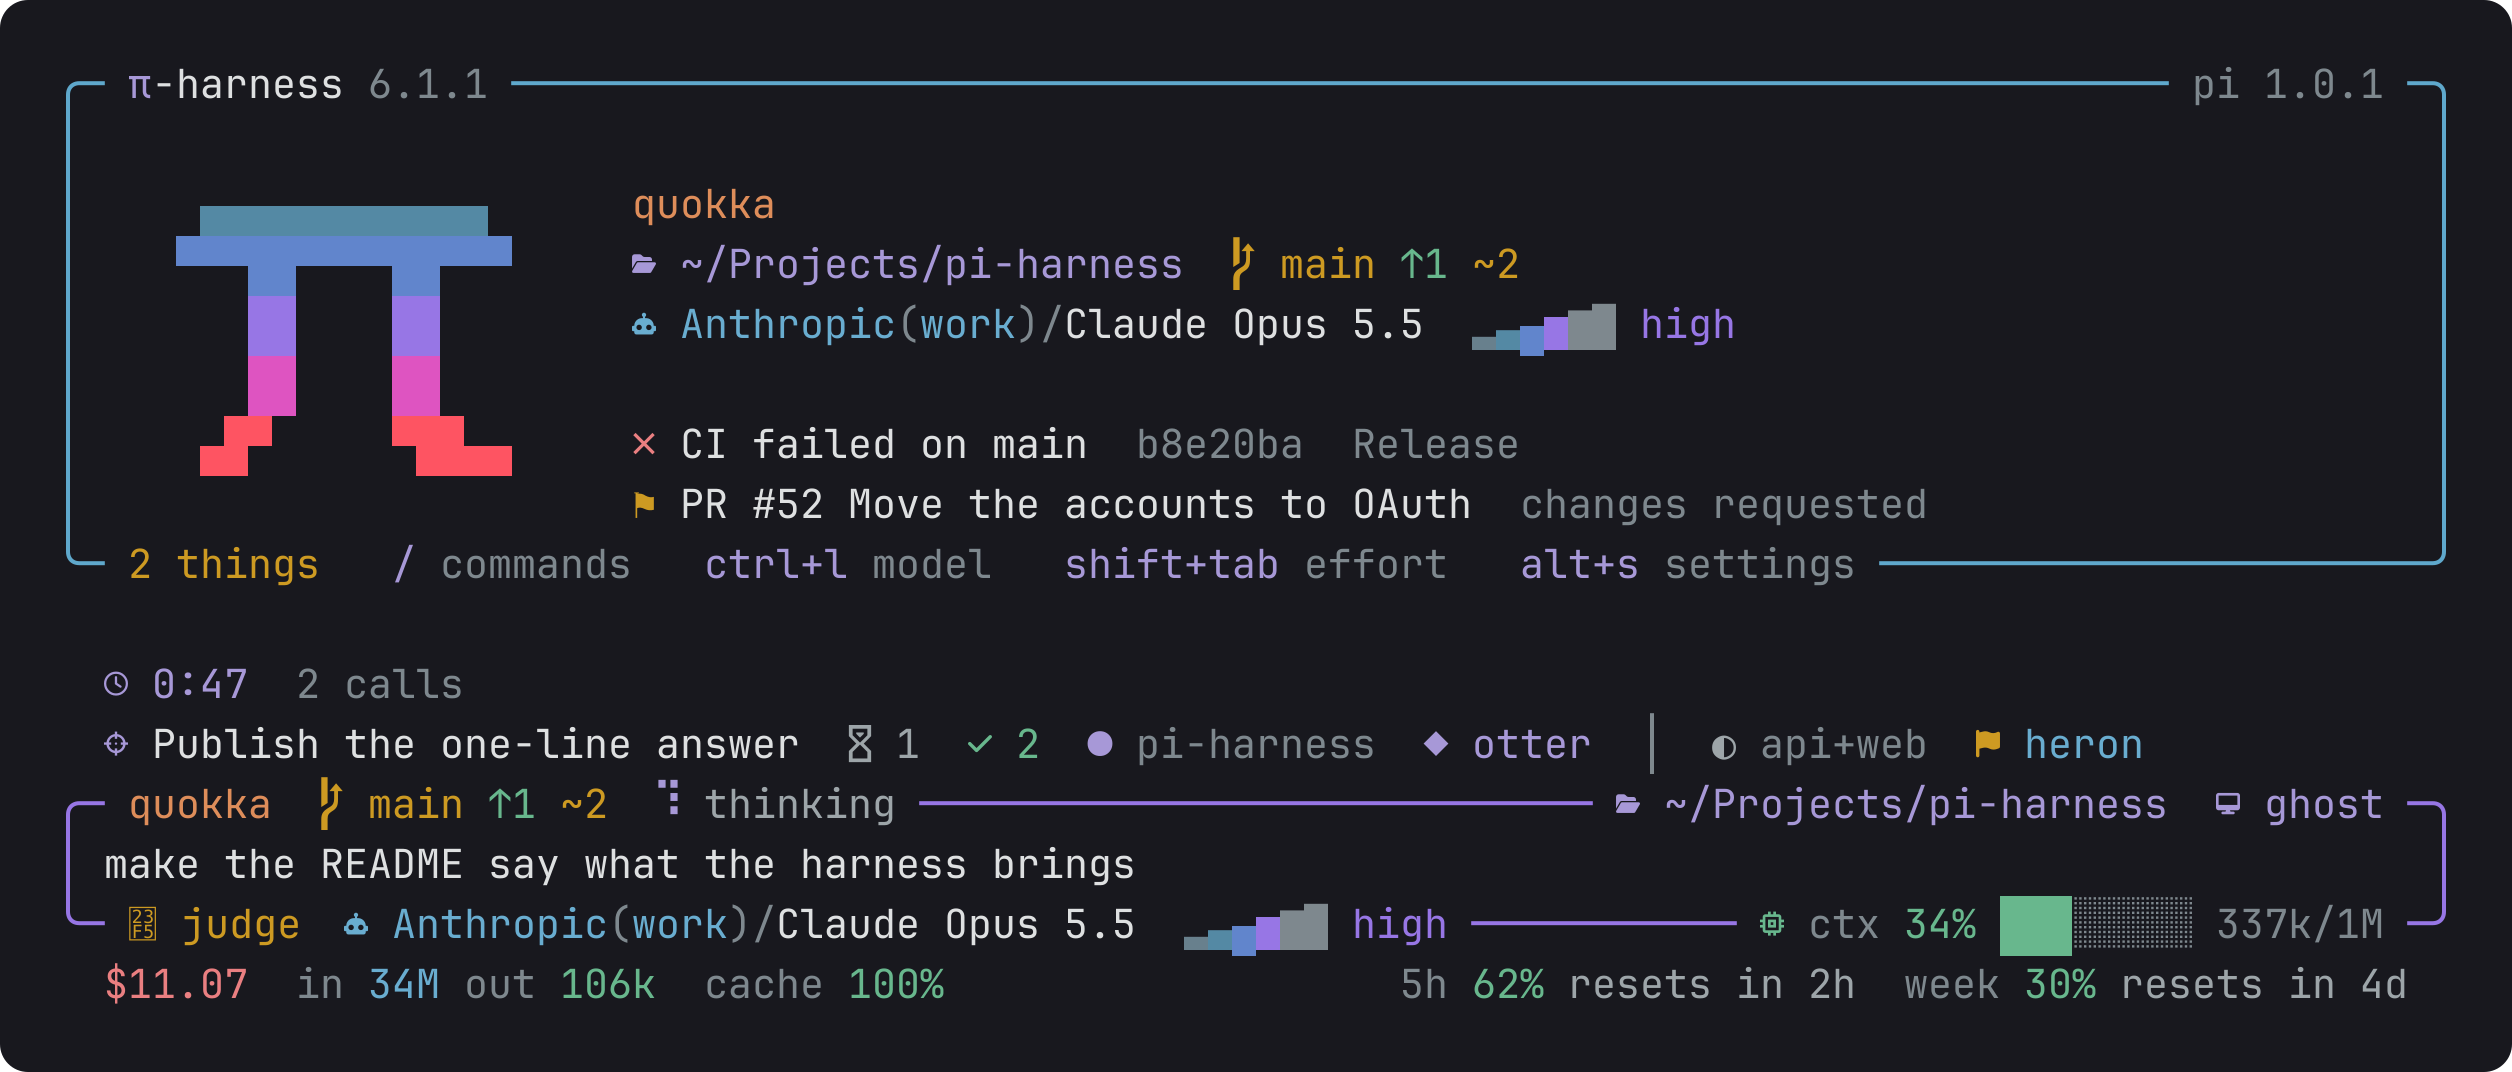 π-harness 6.1.1 pi 1.0.1
quokka
~/Projects/pi-harness main ↑1 ~2
Anthropic(work)/Claude Opus 5.5 high
✕ CI failed on main b8e20ba Release
⚑ PR #52 Move the accounts to OAuth changes requested
2 things / commands ctrl+l model shift+tab effort alt+s settings
0:47 2 calls
Publish the one-line answer 1 ✓ 2 ● pi-harness ◆ otter │ ◐ api+web heron
quokka main ↑1 ~2 thinking ~/Projects/pi-harness ghost
make the README say what the harness brings
23F5 judge Anthropic(work)/Claude Opus 5.5 high ctx 34% 337k/1M
$11.07 in 34M out 106k cache 100% 5h 62% resets in 2h week 30% resets in 4d